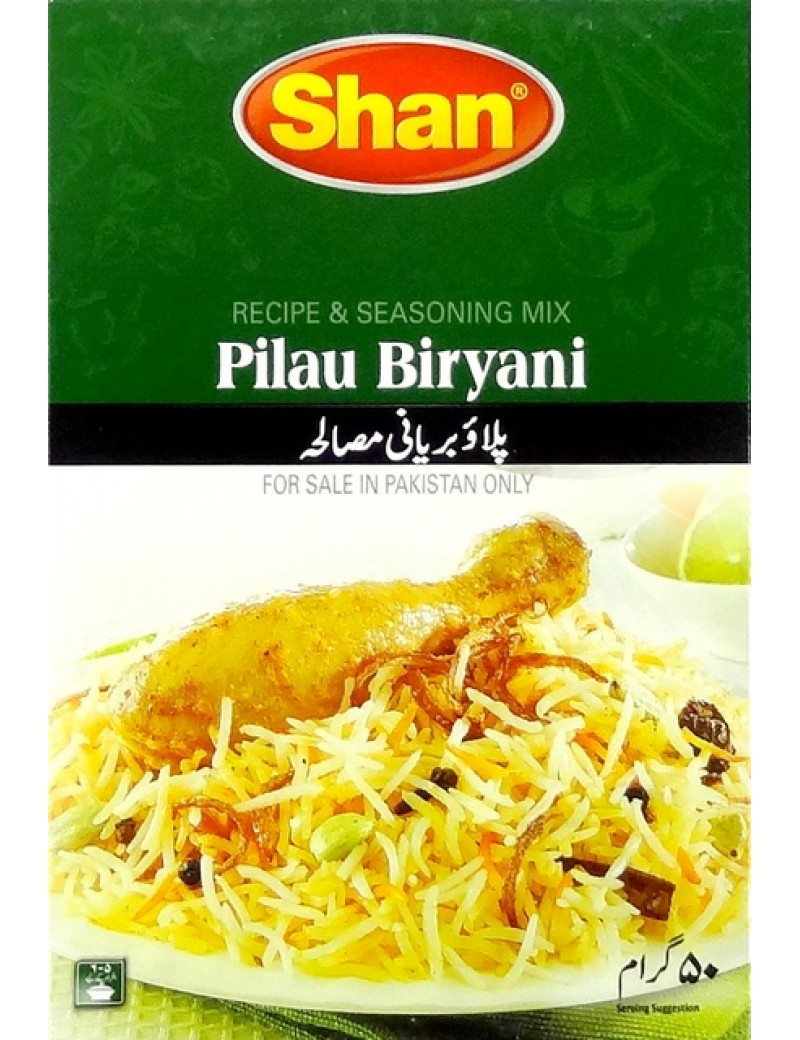 Shan®
RECIPE & SEASONING MIX
Pilau Biryani
پلاؤ بریانی مصالحہ
FOR SALE IN PAKISTAN ONLY
۵۰ گرام
Serving Suggestion